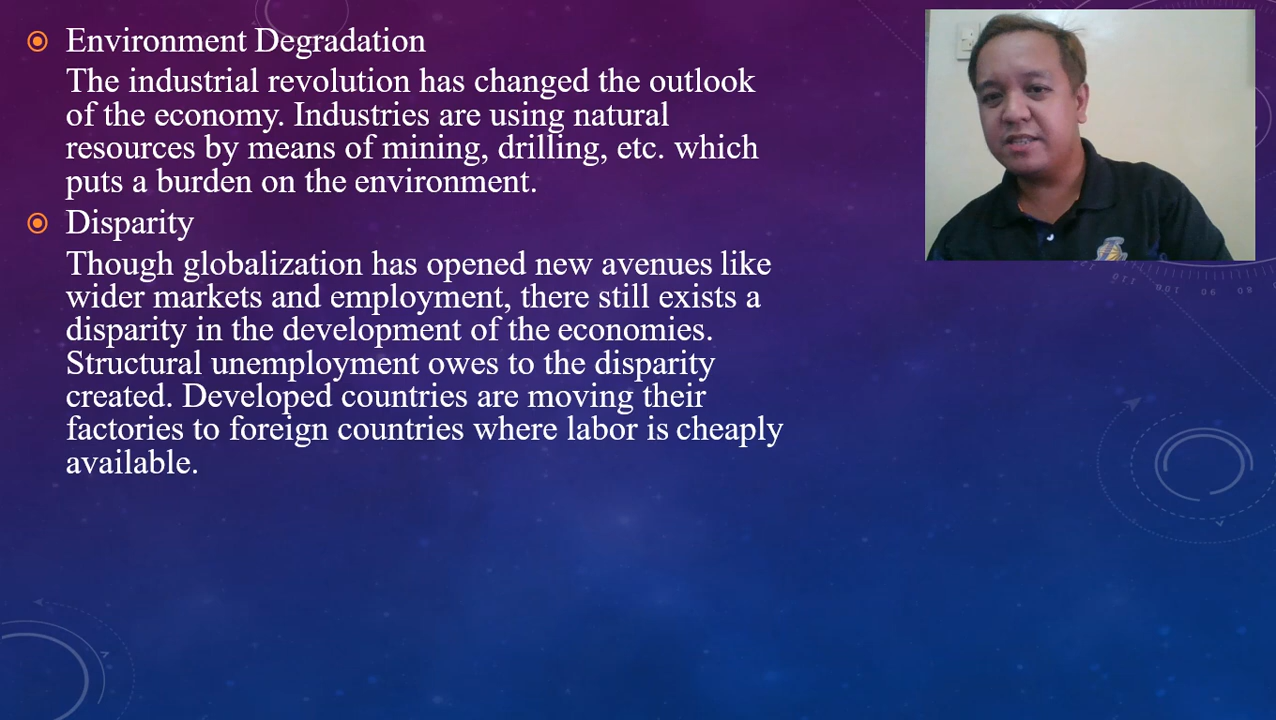 Environment Degradation
The industrial revolution has changed the outlook
of the economy. Industries are using natural
resources by means of mining, drilling, etc. which
puts a burden on the environment.
Disparity
Though globalization has opened new avenues like
wider markets and employment, there still exists a
disparity in the development of the economies.
Structural unemployment owes to the disparity
created. Developed countries are moving their
factories to foreign countries where labor is cheaply
available.